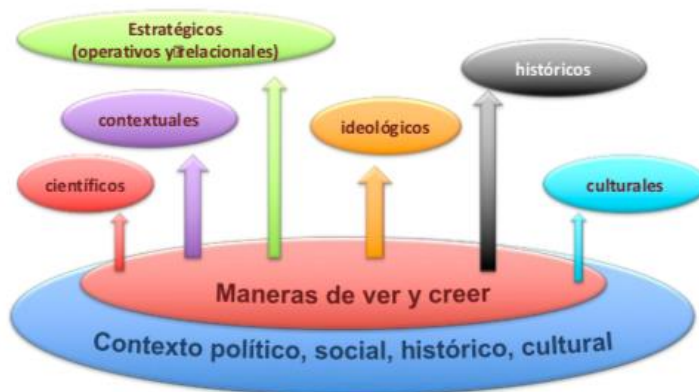 Estratégicos
(operativos y relacionales)
históricos
contextuales
ideológicos
científicos
culturales
Maneras de ver y creer
Contexto político, social, histórico, cultural